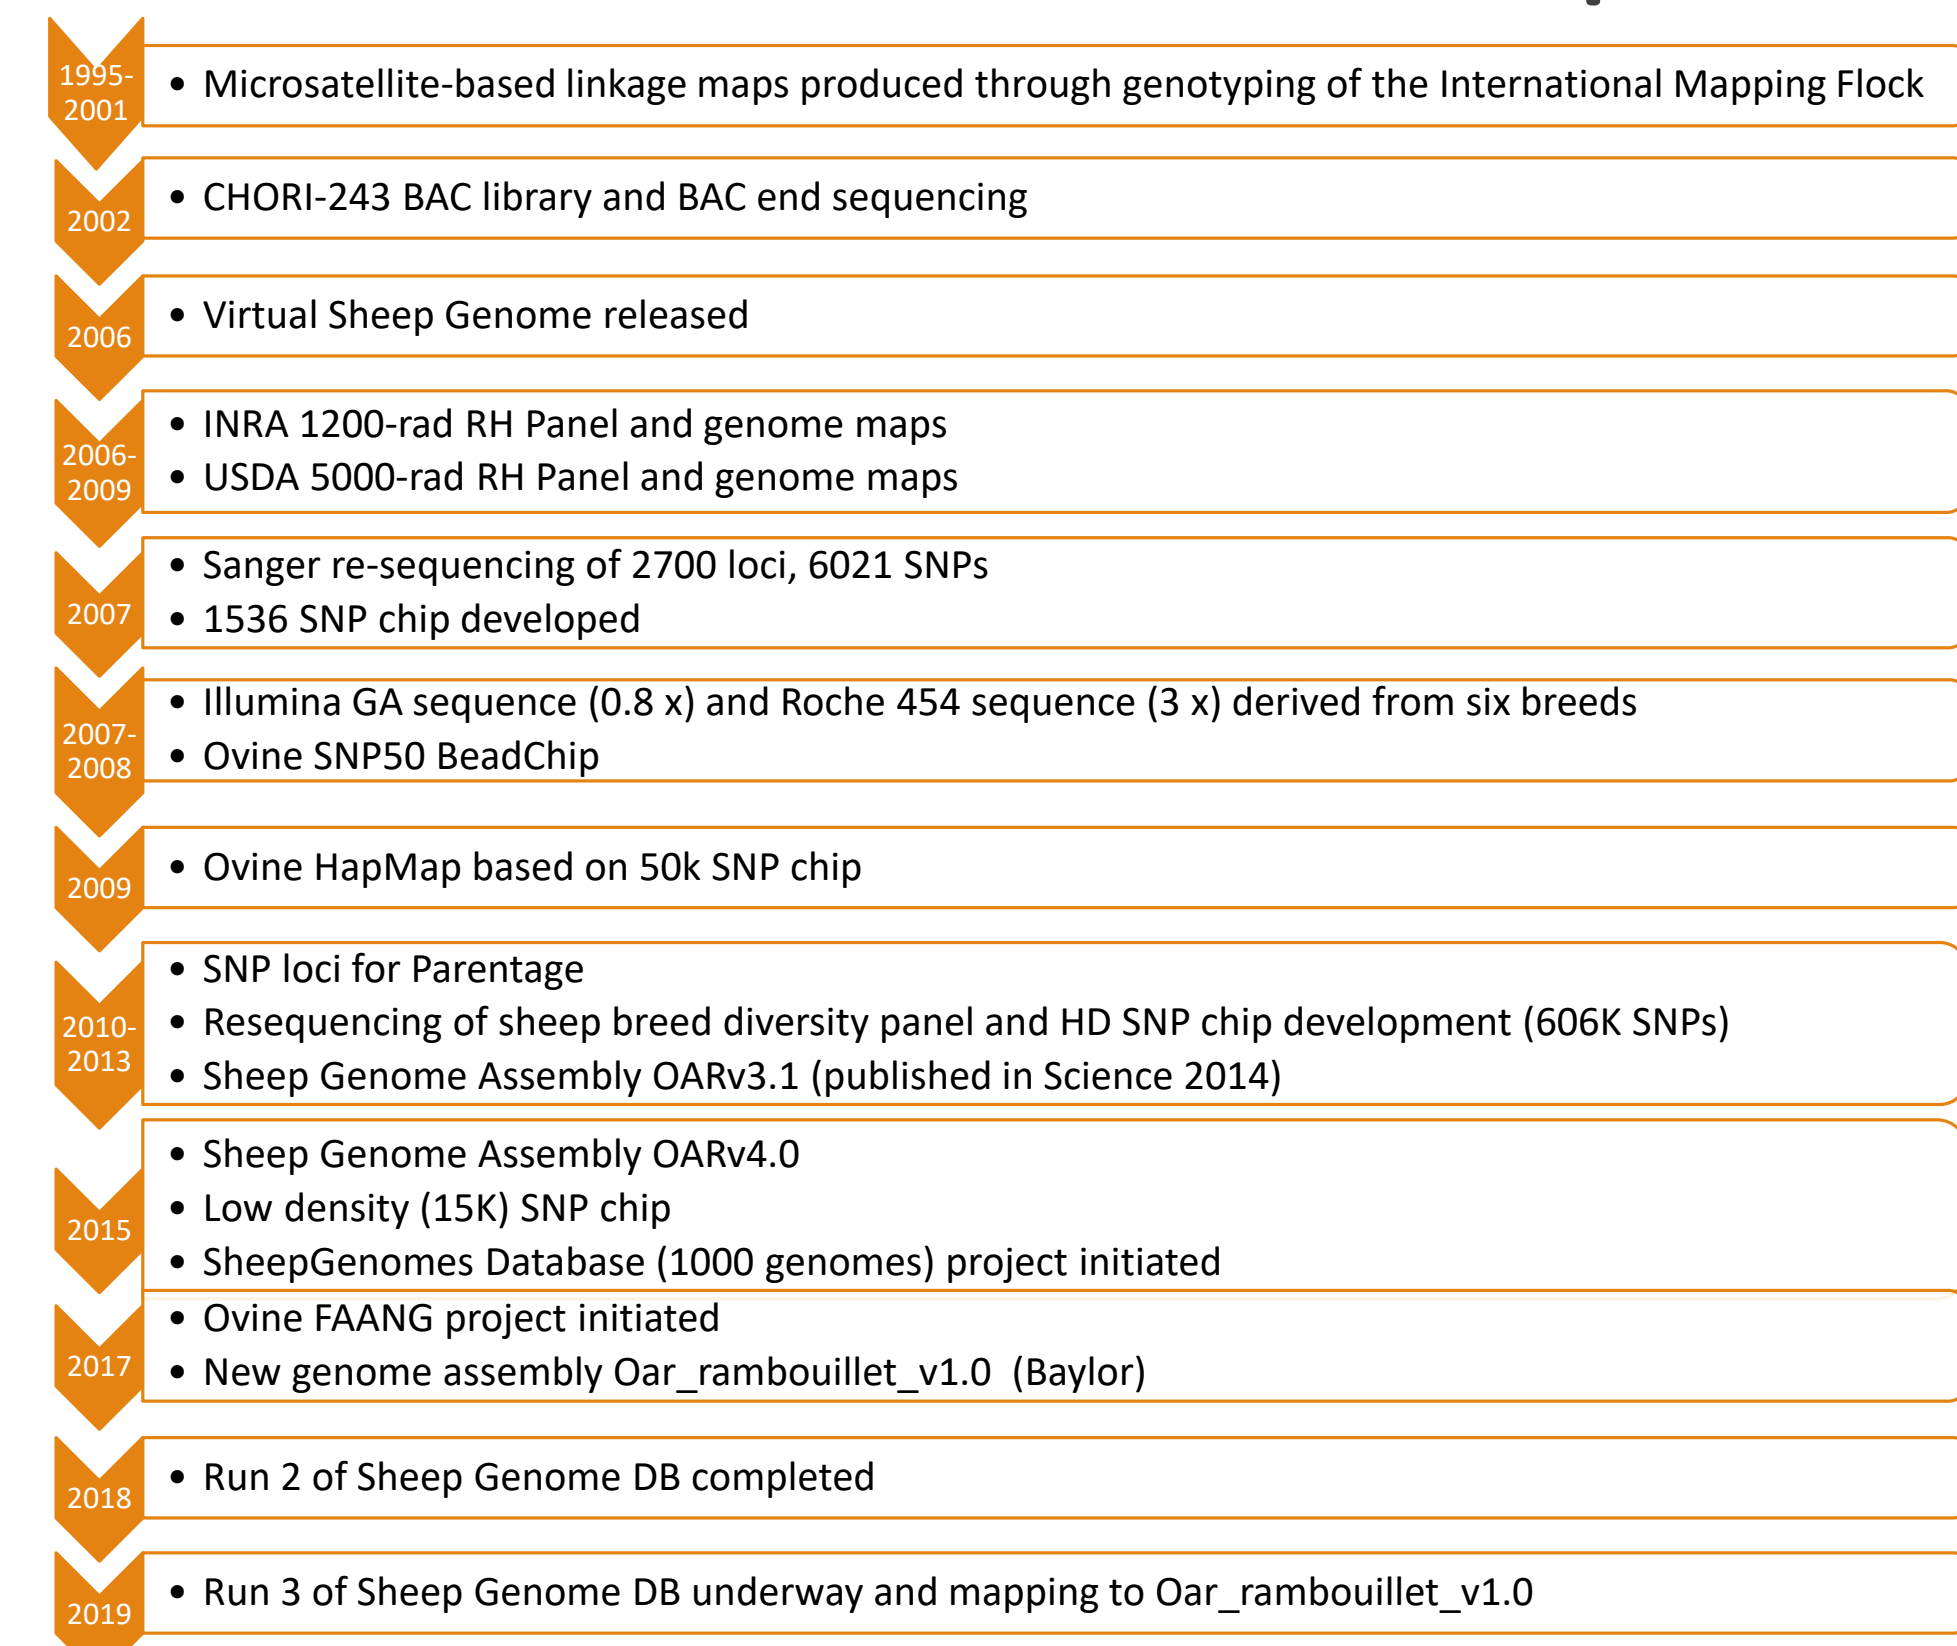 1995-
2001
• Microsatellite-based linkage maps produced through genotyping of the International Mapping Flock
2002
• CHORI-243 BAC library and BAC end sequencing
2006
• Virtual Sheep Genome released
2006-
2009
• INRA 1200-rad RH Panel and genome maps
• USDA 5000-rad RH Panel and genome maps
2007
• Sanger re-sequencing of 2700 loci, 6021 SNPs
• 1536 SNP chip developed
2007-
2008
• Illumina GA sequence (0.8 x) and Roche 454 sequence (3 x) derived from six breeds
• Ovine SNP50 BeadChip
2009
• Ovine HapMap based on 50k SNP chip
2010-
2013
• SNP loci for Parentage
• Resequencing of sheep breed diversity panel and HD SNP chip development (606K SNPs)
• Sheep Genome Assembly OARv3.1 (published in Science 2014)
2015
• Sheep Genome Assembly OARv4.0
• Low density (15K) SNP chip
• SheepGenomes Database (1000 genomes) project initiated
2017
• Ovine FAANG project initiated
• New genome assembly Oar_rambouillet_v1.0 (Baylor)
2018
• Run 2 of Sheep Genome DB completed
2019
• Run 3 of Sheep Genome DB underway and mapping to Oar_rambouillet_v1.0